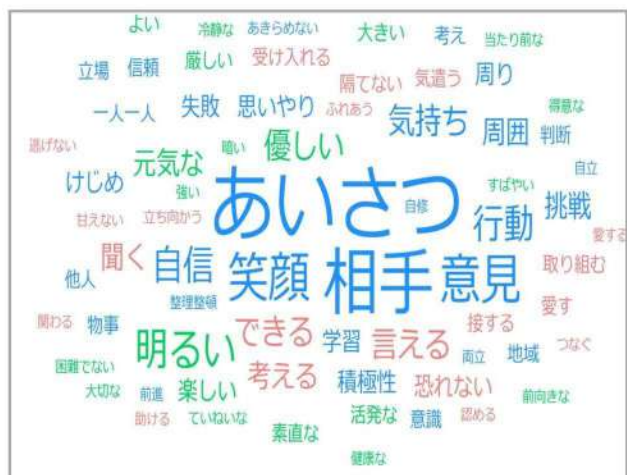 よい 冷静な あきらめない 大きい 考え 当たり前な
立場 信頼 厳しい 受け入れる 隔てない 気遣う 周り
一人一人 失敗 思いやり ふれあう 気持ち 周囲 判断 得意な
逃げない 元気な 暗い 優しい
けじめ 強い あいさつ 自修 行動 すばやい 挑戦 自立
甘えない 立ち向かう 愛する
聞く 自信 笑顔 相手 意見 取り組む
他人 整理整頓 愛す
関わる 物事 明るい できる 学習 言える 接する 両立 地域 つなぐ
困難でない 考える
大切な 前進 楽しい 積極性 恐れない 前向きな
助ける ていねいな 素直な 活発な 意識 認める
健康な